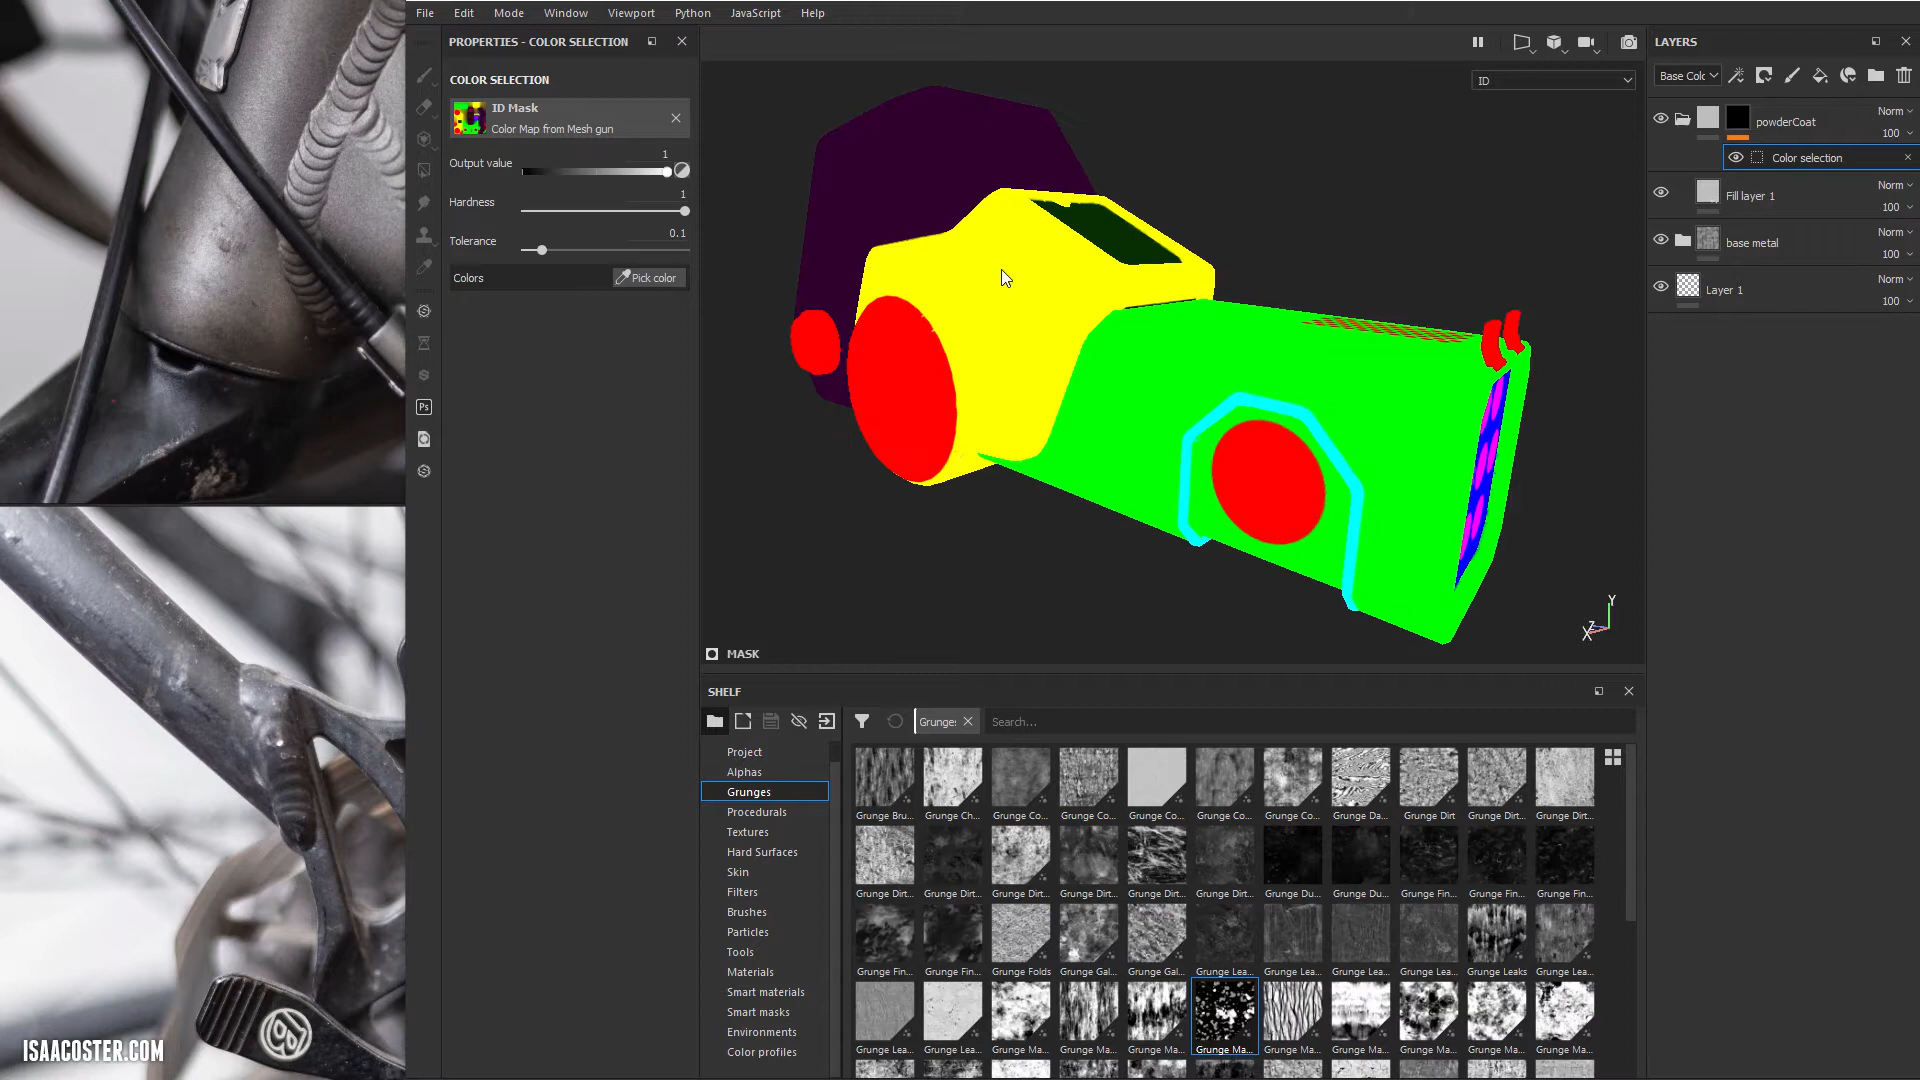 File Edit Mode Window Viewport Python JavaScript Help
PROPERTIES - COLOR SELECTION
COLOR SELECTION
ID Mask
Color Map from Mesh gun
Output value 1
Hardness 1
Tolerance 0.1
Colors Pick color
Ps
ID
MASK
Y
Z
X
LAYERS
Base Colc
powderCoat Norm 100
Color selection
Fill layer 1 Norm 100
base metal Norm 100
Layer 1 Norm 100
SHELF
Grunges Search...
Project
Alphas
Grunges
Procedurals
Textures
Hard Surfaces
Skin
Filters
Brushes
Particles
Tools
Materials
Smart materials
Smart masks
Environments
Color profiles
Grunge Bru... Grunge Ch... Grunge Co... Grunge Co... Grunge Co... Grunge Co... Grunge Co... Grunge Da... Grunge Dirt Grunge Dirt... Grunge Dirt...
Grunge Dirt... Grunge Dirt... Grunge Dirt... Grunge Dirt... Grunge Dirt... Grunge Dirt... Grunge Du... Grunge Du... Grunge Fin... Grunge Fin... Grunge Fin...
Grunge Fin... Grunge Fin... Grunge Folds Grunge Gal... Grunge Gal... Grunge Lea... Grunge Lea... Grunge Lea... Grunge Lea... Grunge Leaks Grunge Lea...
Grunge Lea... Grunge Lea... Grunge Ma... Grunge Ma... Grunge Ma... Grunge Ma... Grunge Ma... Grunge Ma... Grunge Ma... Grunge Ma... Grunge Ma...
ISAACOSTER.COM